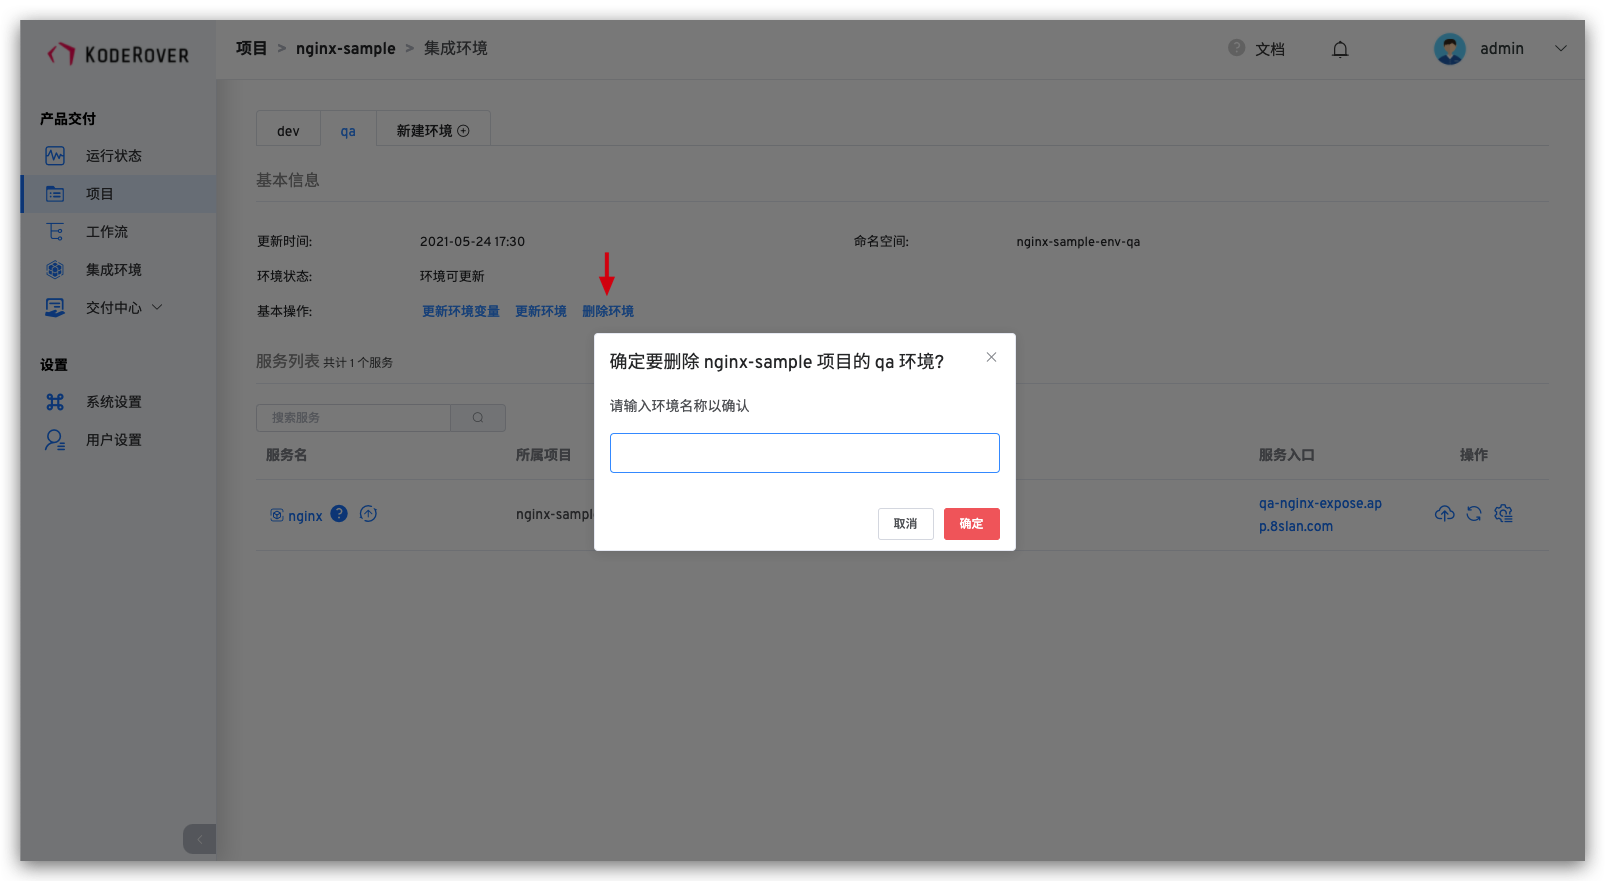 KODEROVER
项目 > nginx-sample > 集成环境
? 文档
admin
产品交付
运行状态
项目
工作流
集成环境
交付中心
设置
系统设置
用户设置
dev
qa
新建环境
基本信息
更新时间:
2021-05-24 17:30
命名空间:
nginx-sample-env-qa
环境状态:
环境可更新
基本操作:
更新环境变量 更新环境 删除环境
服务列表 共计 1 个服务
搜索服务
服务名
所属项目
服务入口
操作
nginx ?
nginx-sampl
qa-nginx-expose.ap
p.8slan.com
确定要删除 nginx-sample 项目的 qa 环境?
请输入环境名称以确认
取消
确定